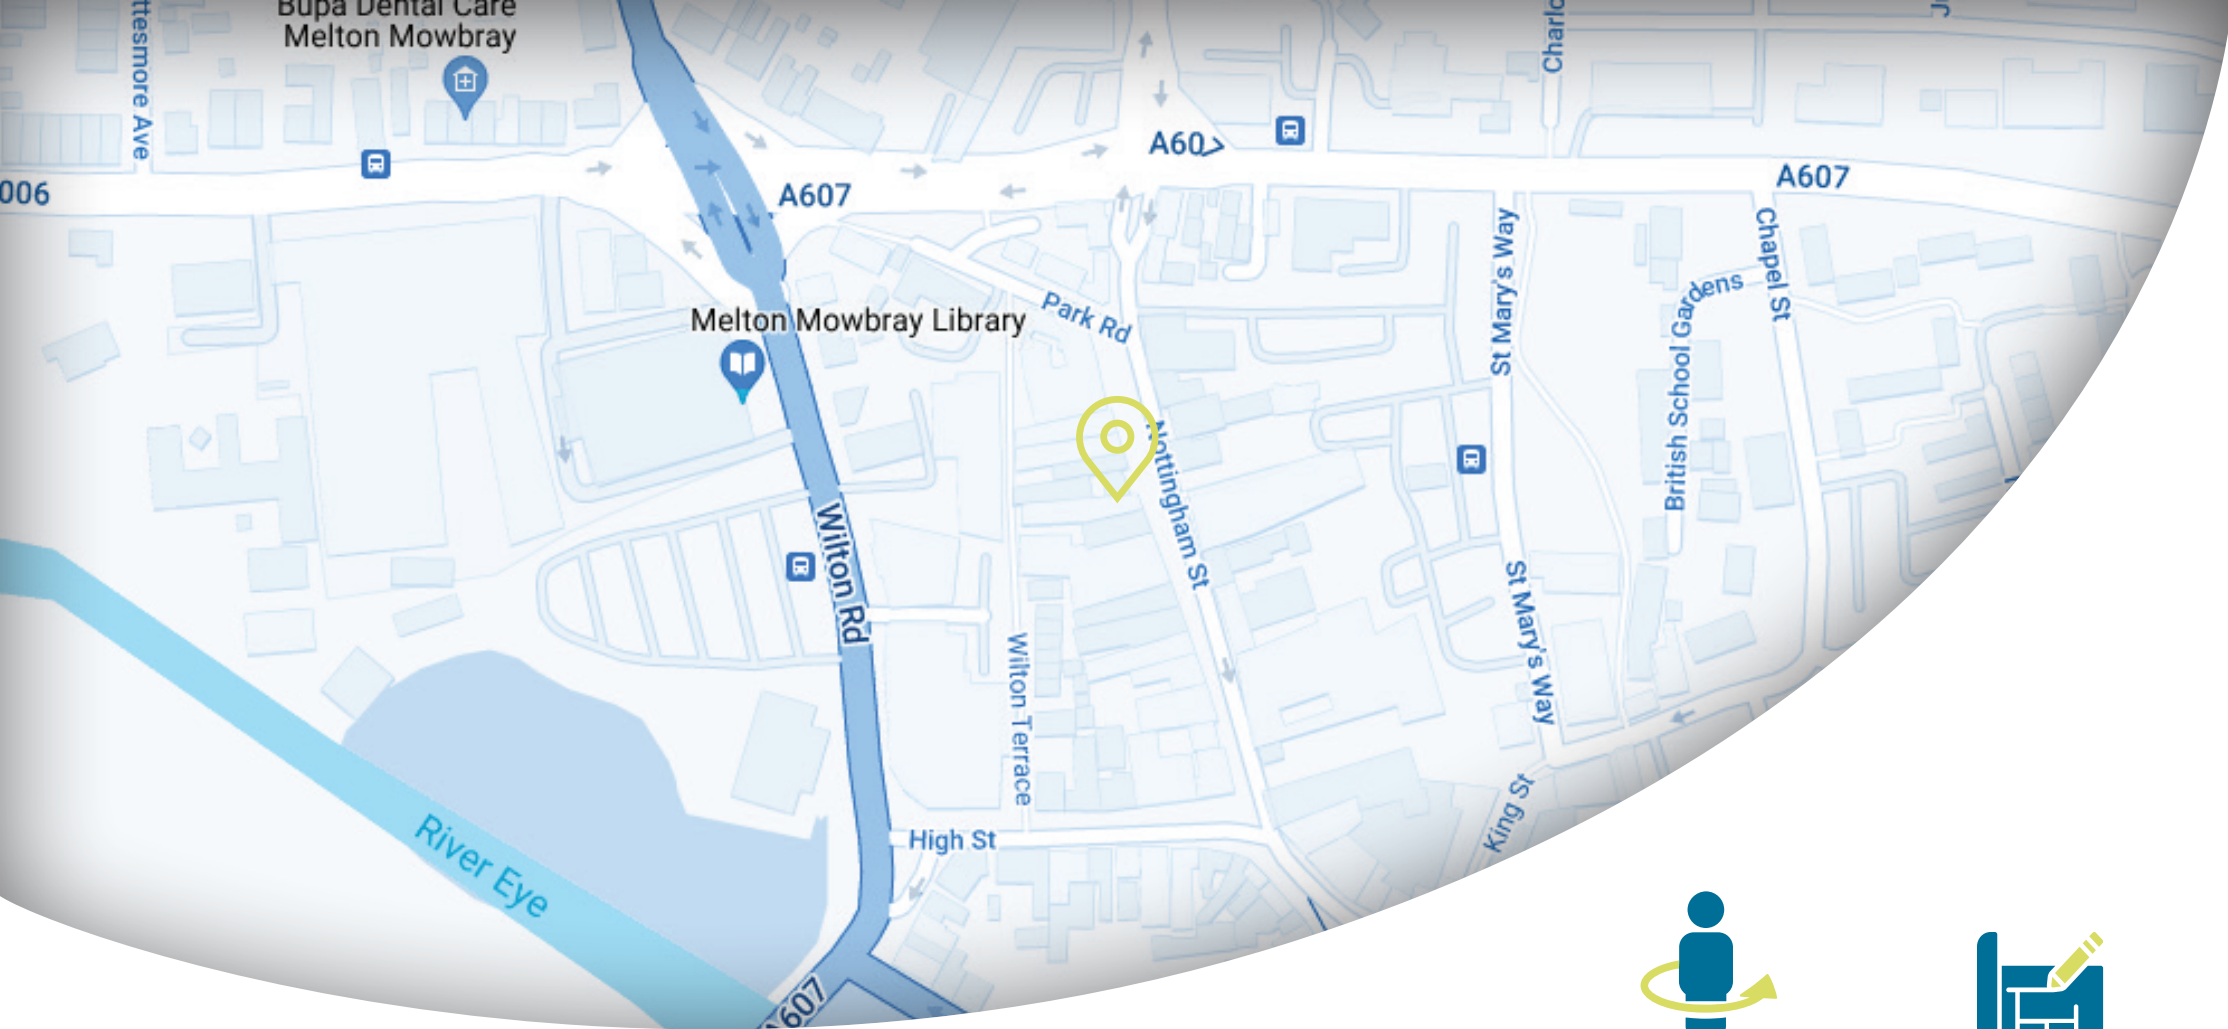 Bupa Dental Care
Melton Mowbray
ttesmore Ave
Charlo
006
A607
A60
A607
St Mary's Way
Chapel St
British School Gardens
Park Rd
Melton Mowbray Library
Nottingham St
Wilton Rd
St Mary's Way
Wilton Terrace
King St
High St
River Eye
A607